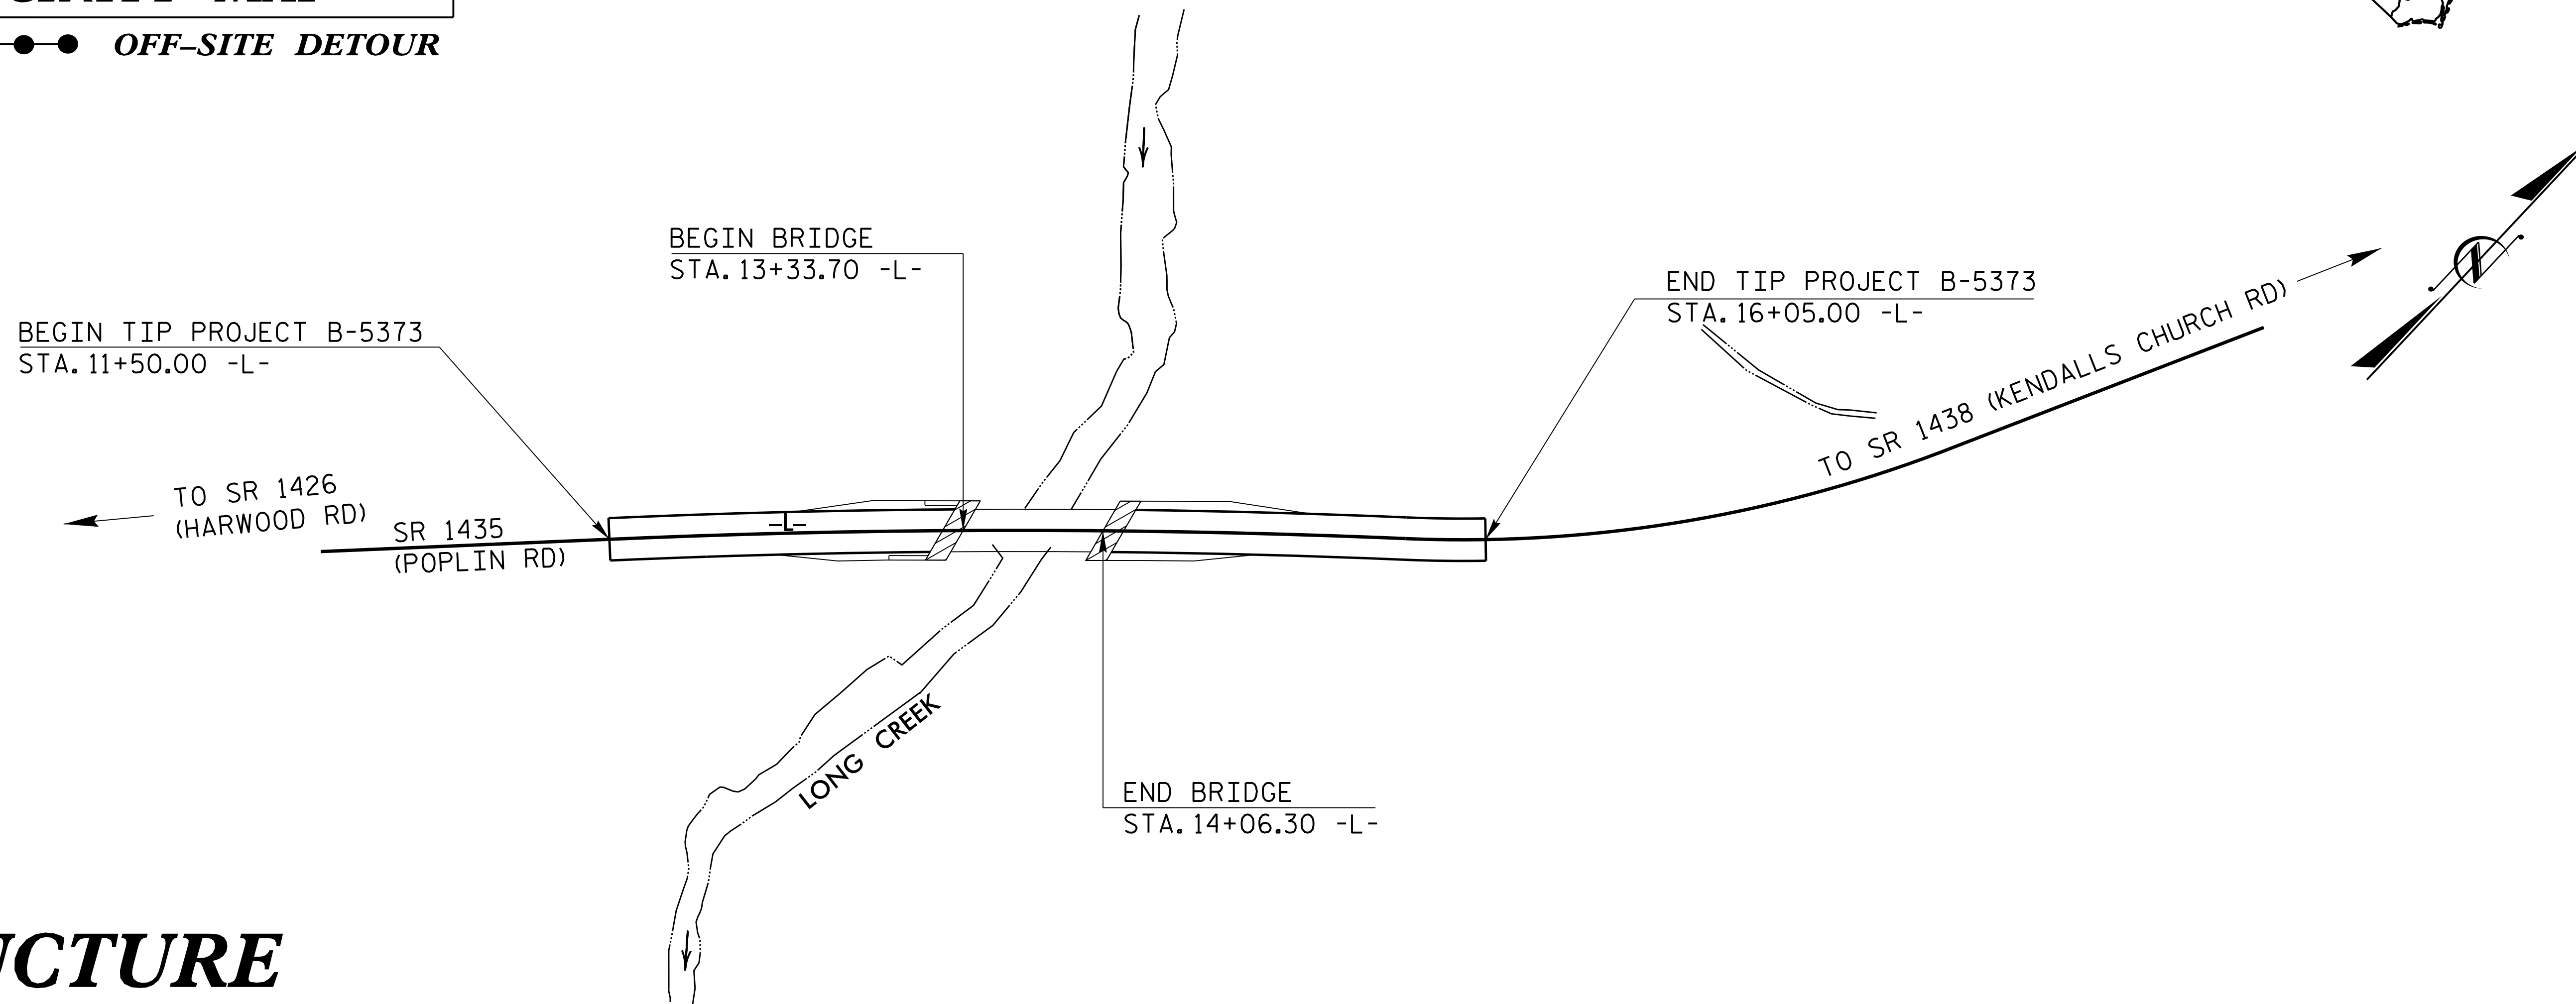 OFF–SITE DETOUR
BEGIN BRIDGE
STA. 13+33.70 -L-
END TIP PROJECT B-5373
STA. 16+05.00 -L-
BEGIN TIP PROJECT B-5373
STA. 11+50.00 -L-
TO SR 1438 (KENDALLS CHURCH RD)
TO SR 1426
(HARWOOD RD)
SR 1435
(POPLIN RD)
-L-
LONG CREEK
END BRIDGE
STA. 14+06.30 -L-
UCTURE